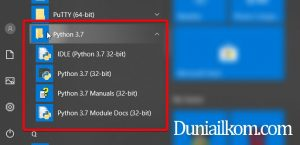 PuTTY (64-bit)
Python 3.7
IDLE (Python 3.7 32-bit)
Python 3.7 (32-bit)
Python 3.7 Manuals (32-bit)
Python 3.7 Module Docs (32-bit)
Q
Duniailkom.com